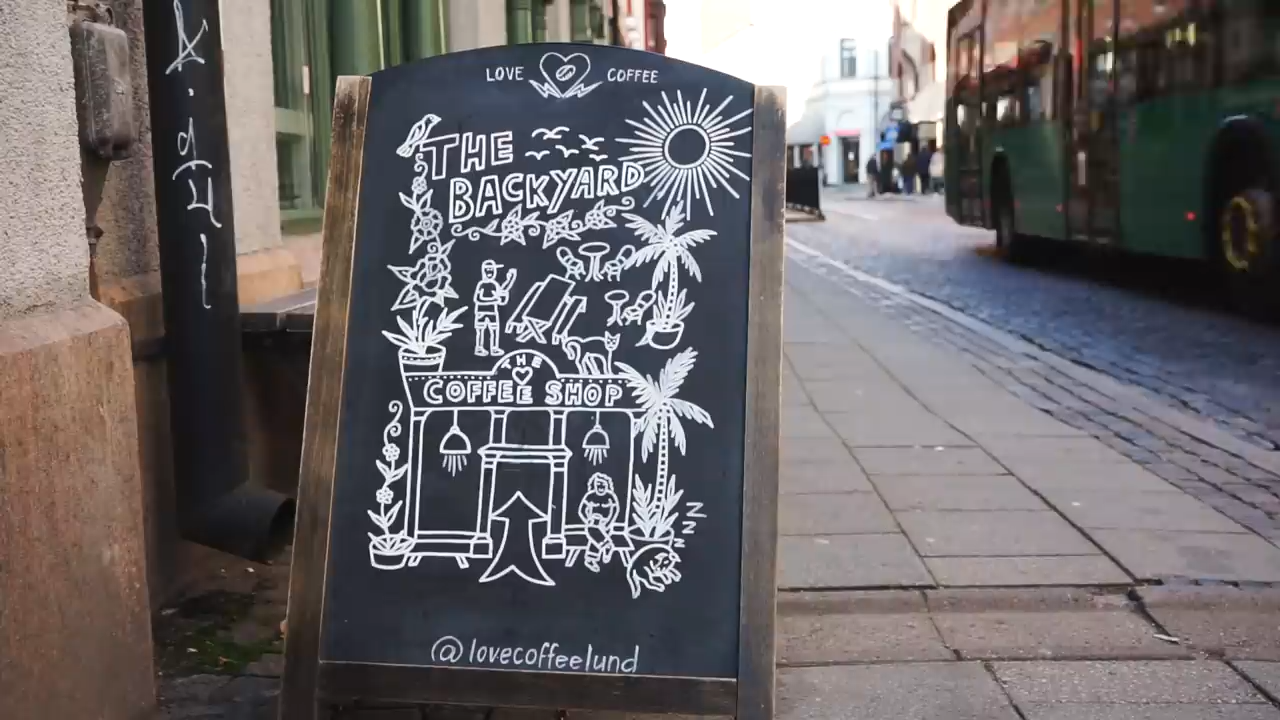 LOVE COFFEE
THE
BACKYARD
THE
COFFEE SHOP
Z
Z
Z
@lovecoffeelund